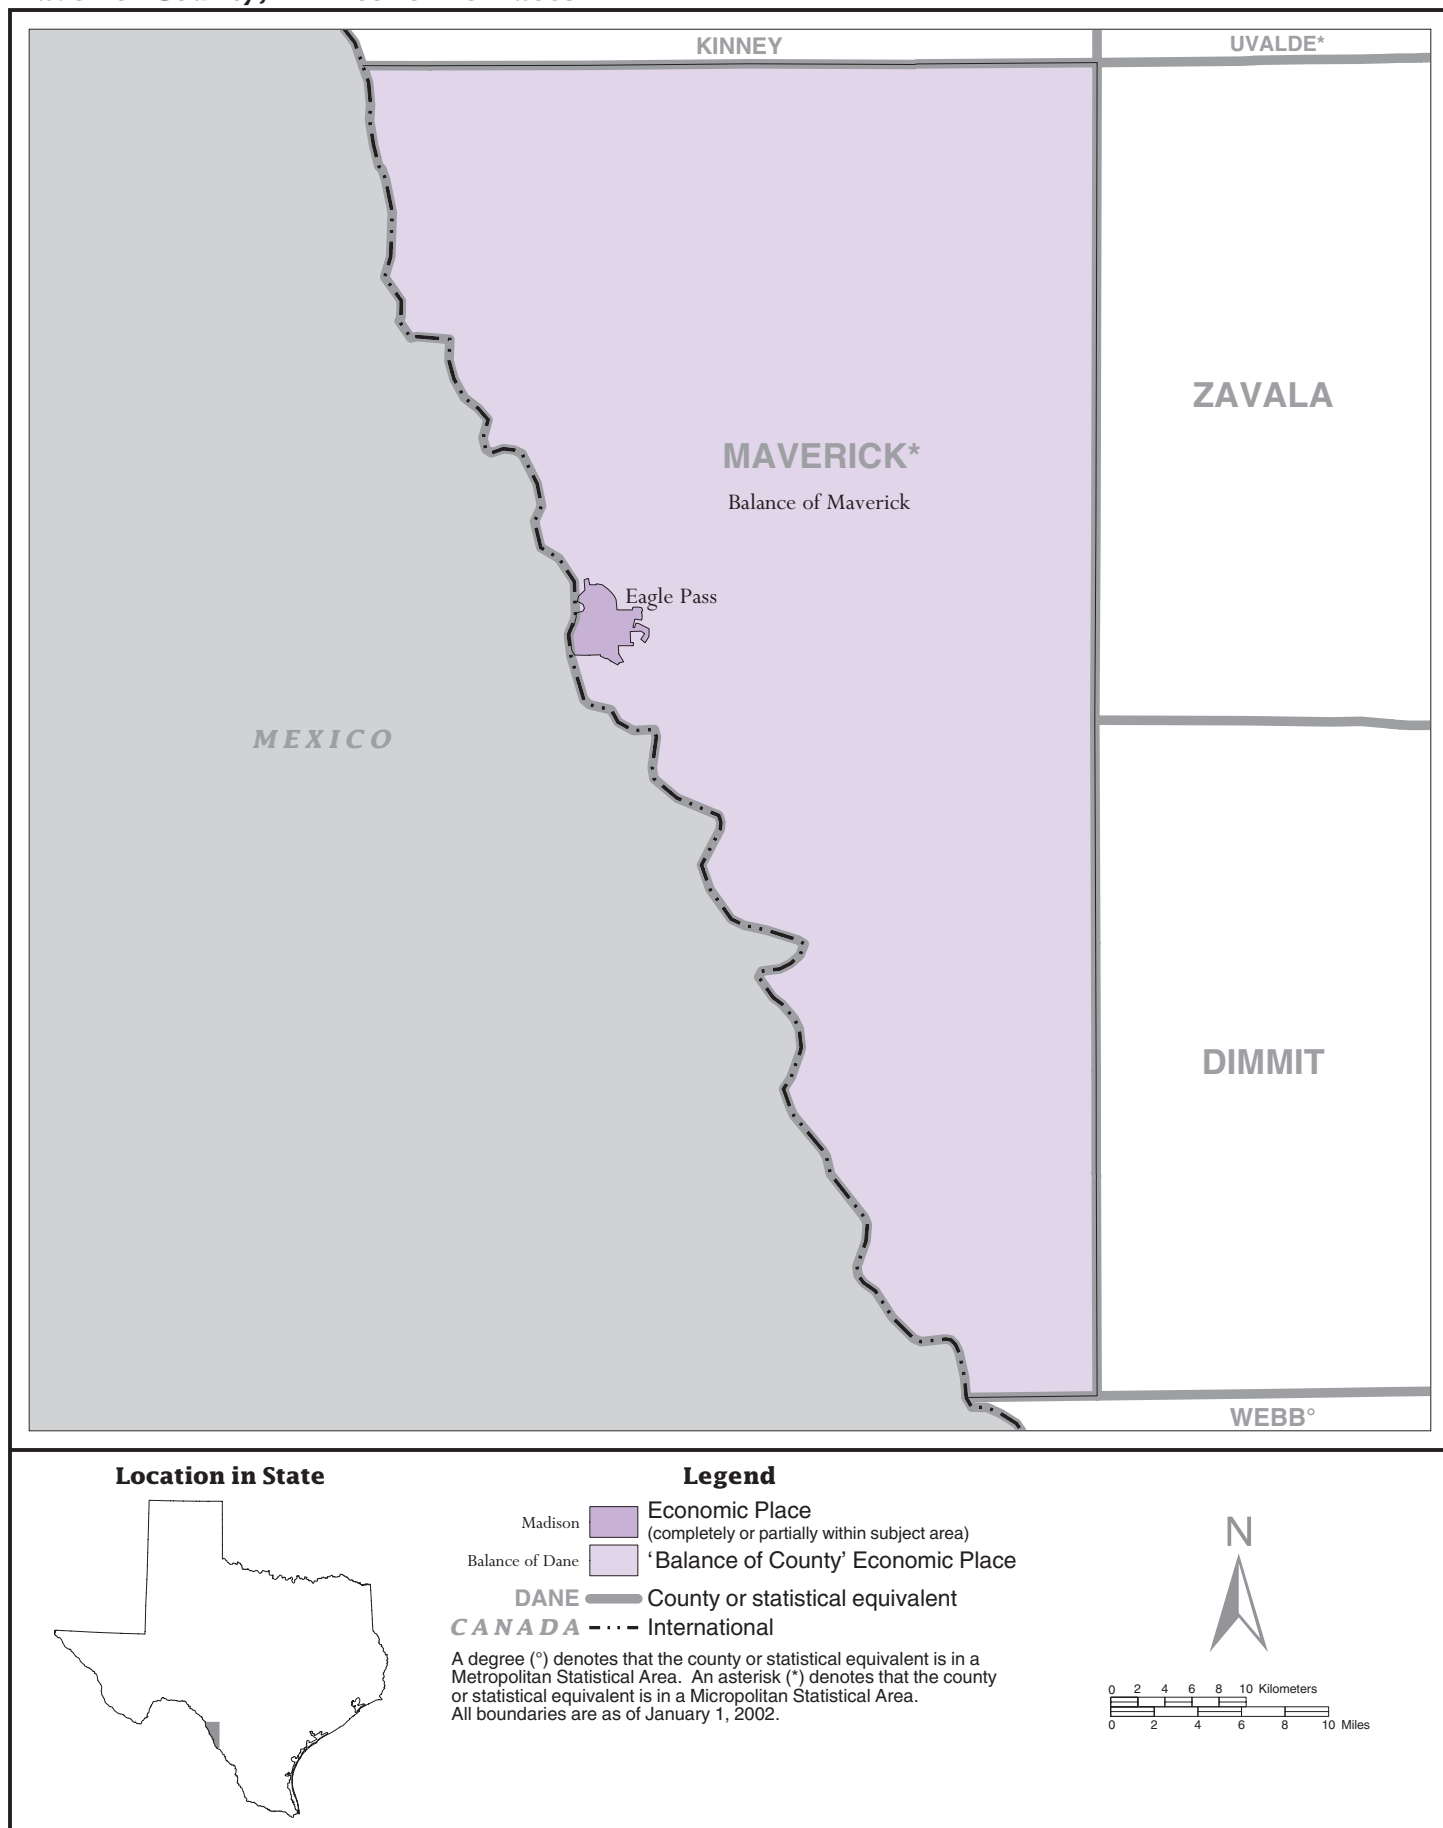 KINNEY
UVALDE*
ZAVALA
MAVERICK*
Balance of Maverick
Eagle Pass
MEXICO
DIMMIT
WEBB°
Location in State
Legend
Madison
Economic Place
(completely or partially within subject area)
Balance of Dane
‘Balance of County’ Economic Place
DANE
County or statistical equivalent
CANADA
International
A degree (°) denotes that the county or statistical equivalent is in a
Metropolitan Statistical Area. An asterisk (*) denotes that the county
or statistical equivalent is in a Micropolitan Statistical Area.
All boundaries are as of January 1, 2002.
N
0 2 4 6 8 10 Kilometers
0 2 4 6 8 10 Miles